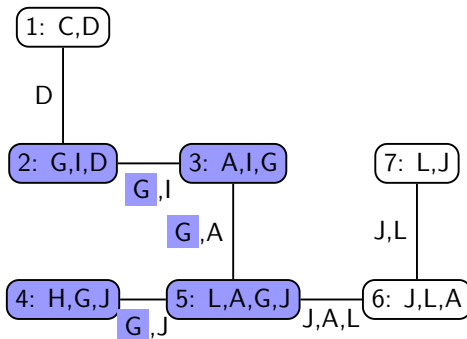 1: C,D
D
2: G,I,D
3: A,I,G
7: L,J
G,I
G,A
J,L
4: H,G,J
5: L,A,G,J
6: J,L,A
G,J
J,A,L